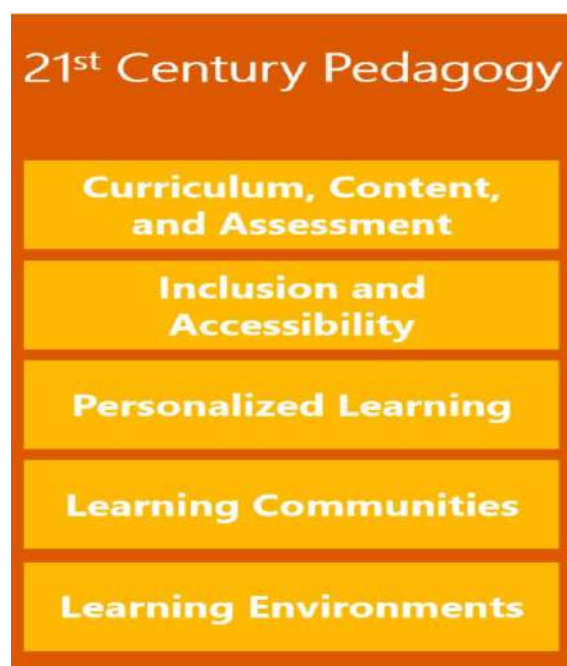 21st Century Pedagogy
Curriculum, Content,
and Assessment
Inclusion and
Accessibility
Personalized Learning
Learning Communities
Learning Environments